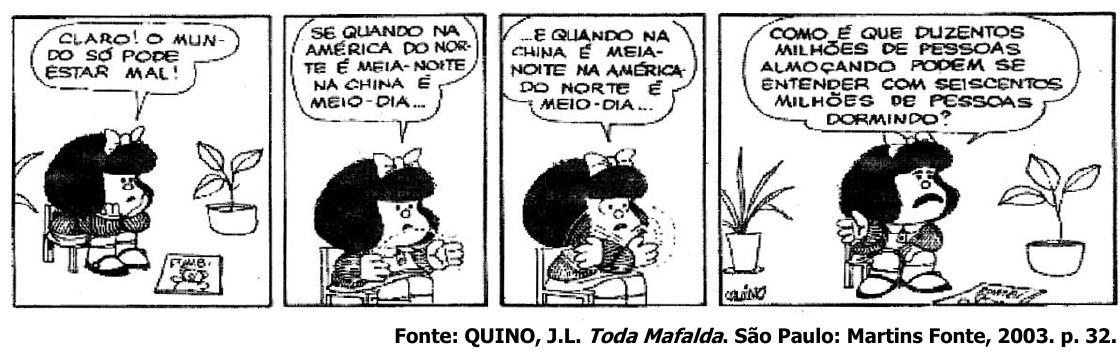 CLARO! O MUN-
DO SÓ PODE
ESTAR MAL!
SE QUANDO NA
AMÉRICA DO NOR-
TE É MEIA-NOITE
NA CHINA É
MEIO-DIA...
...E QUANDO NA
CHINA É MEIA-
NOITE NA AMÉRICA
DO NORTE É
MEIO-DIA...
COMO É QUE DUZENTOS
MILHÕES DE PESSOAS
ALMOÇANDO PODEM SE
ENTENDER COM SEISCENTOS
MILHÕES DE PESSOAS
DORMINDO?
QUINO
Fonte: QUINO, J.L. Toda Mafalda. São Paulo: Martins Fonte, 2003. p. 32.